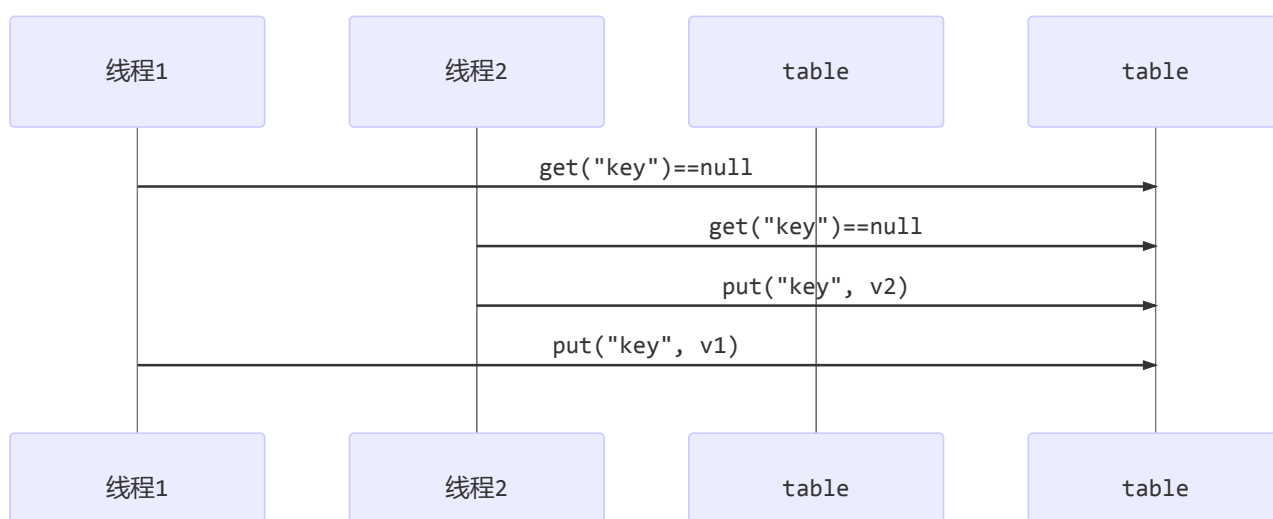 线程1
线程2
table
table
get("key")==null
get("key")==null
put("key", v2)
put("key", v1)
线程1
线程2
table
table